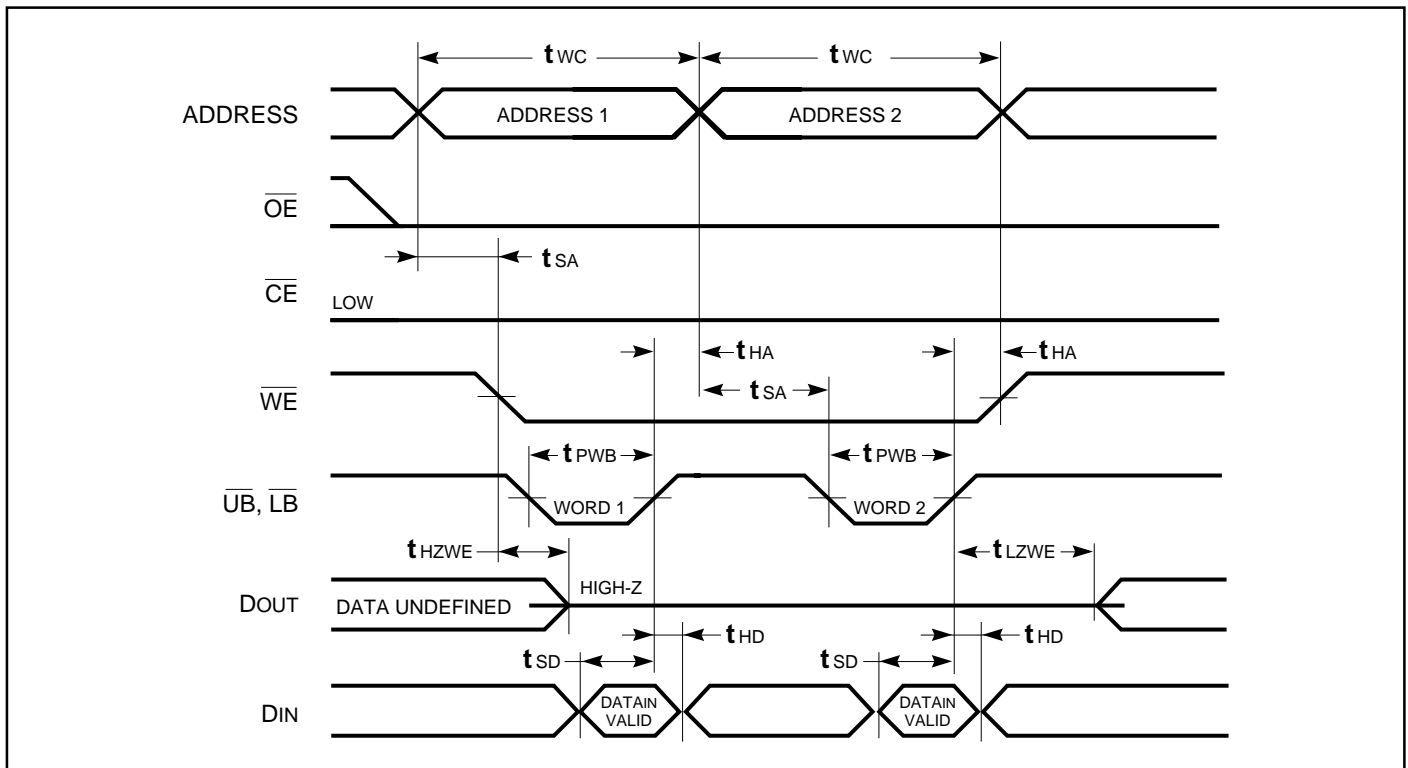 tWC tWC
ADDRESS ADDRESS 1 ADDRESS 2
OE
tSA
CE LOW
tHA tHA
WE tSA
tPWB tPWB
UB, LB WORD 1 WORD 2
tHZWE tLZWE
HIGH-Z
DOUT DATA UNDEFINED
tHD tHD
tSD tSD
DIN DATAIN VALID DATAIN VALID